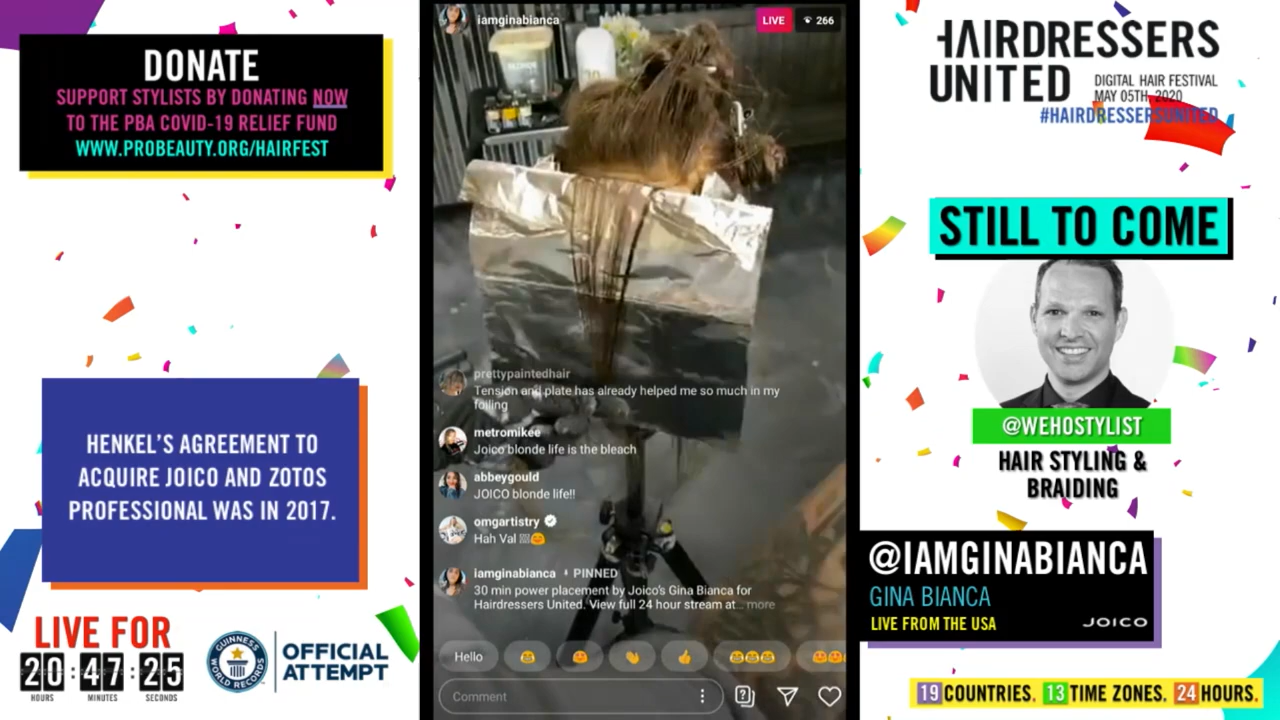 DONATE
SUPPORT STYLISTS BY DONATING NOW
TO THE PBA COVID-19 RELIEF FUND
WWW.PROBEAUTY.ORG/HAIRFEST
HENKEL'S AGREEMENT TO
ACQUIRE JOICO AND ZOTOS
PROFESSIONAL WAS IN 2017.
LIVE FOR
20:47:25
HOURS MINUTES SECONDS
GUINNESS WORLD RECORDS
OFFICIAL
ATTEMPT
iamginabianca
LIVE 266
prettypaintedhair
Tension and plate has already helped me so much in my
foiling
metromikee
Joico blonde life is the bleach
abbeygould
JOICO blonde life!!
omgartistry
Hah Val 🥰
iamginabianca PINNED
30 min power placement by Joico's Gina Bianca for
Hairdressers United. View full 24 hour stream at... more
Hello
Comment
HAIRDRESSERS
UNITED
DIGITAL HAIR FESTIVAL
MAY 05TH, 2020
#HAIRDRESSERSUNITED
STILL TO COME
@WEHOSTYLIST
HAIR STYLING &
BRAIDING
@IAMGINABIANCA
GINA BIANCA
LIVE FROM THE USA
JOICO
19 COUNTRIES. 13 TIME ZONES. 24 HOURS.